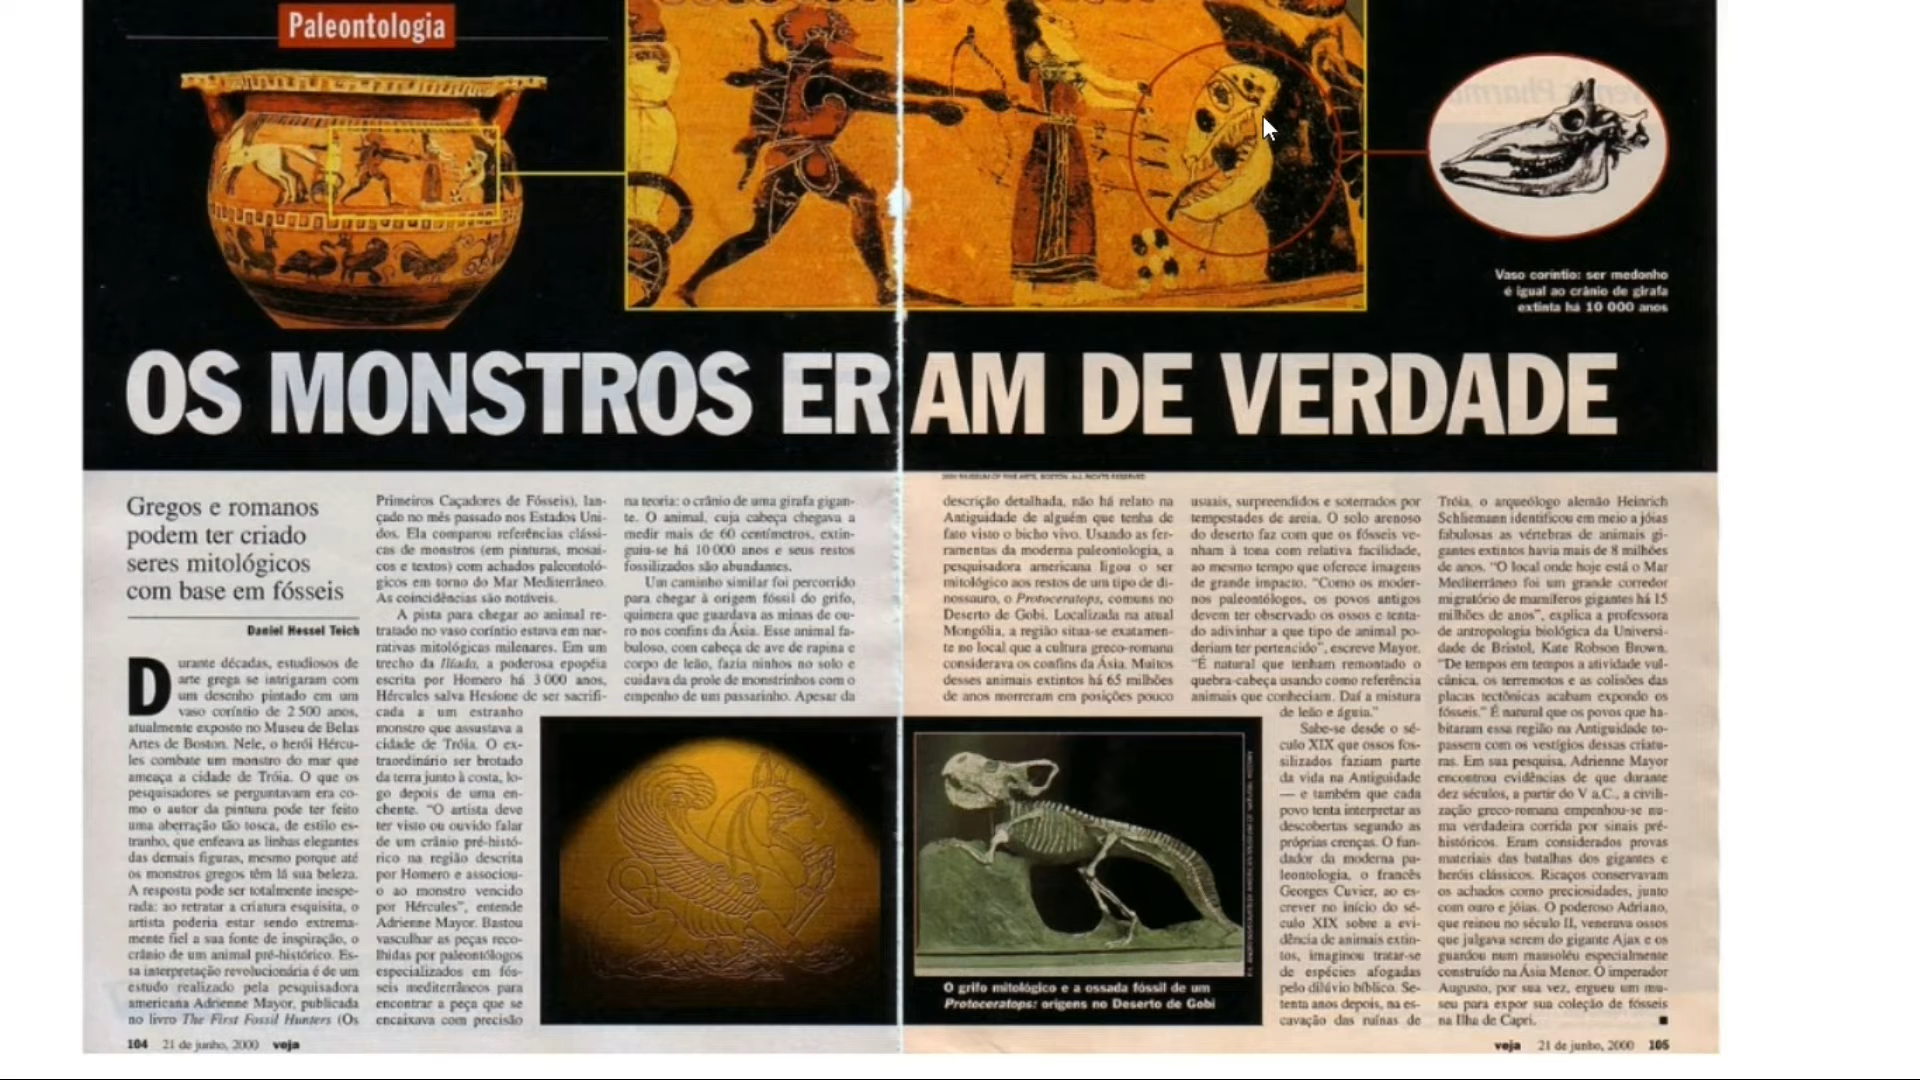 Paleontologia
Vaso coríntio: ser medonho
é igual ao crânio de girafa
extinta há 10 000 anos
OS MONSTROS ERAM DE VERDADE
Gregos e romanos
podem ter criado
seres mitológicos
com base em fósseis
Daniel Hessel Teich
Durante décadas, estudiosos de
arte grega se intrigaram com
um desenho pintado em um
vaso coríntio de 2 500 anos,
atualmente exposto no Museu de Belas
Artes de Boston. Nele, o herói Hércu-
les combate um monstro do mar que
ameaça a cidade de Tróia. O que os
pesquisadores se perguntavam era co-
mo o autor da pintura pode ter feito
uma aberração tão tosca, de estilo es-
tranho, que enfeava as linhas elegantes
das demais figuras, mesmo porque até
os monstros gregos têm lá sua beleza.
A resposta pode ser totalmente inespe-
rada: ao retratar a criatura esquisita, o
artista poderia estar sendo extrema-
mente fiel a sua fonte de inspiração, o
crânio de um animal pré-histórico. Es-
sa interpretação revolucionária é de um
estudo realizado pela pesquisadora
americana Adrienne Mayor, publicada
no livro The First Fossil Hunters (Os
Primeiros Caçadores de Fósseis), lan-
çado no mês passado nos Estados Uni-
dos. Ela comparou referências clássi-
cas de monstros (em pinturas, mosai-
cos e textos) com achados paleontoló-
gicos em torno do Mar Mediterrâneo.
As coincidências são notáveis.
A pista para chegar ao animal re-
tratado no vaso coríntio estava em nar-
rativas mitológicas milenares. Em um
trecho da Ilíada, a poderosa epopéia
escrita por Homero há 3 000 anos,
Hércules salva Hesíone de ser sacrifi-
cada a um estranho
monstro que assustava a
cidade de Tróia. O ex-
traordinário ser brotado
da terra junto à costa, lo-
go depois de uma en-
chente. "O artista deve
ter visto ou ouvido falar
de um crânio pré-histó-
rico na região descrita
por Homero e associou-
o ao monstro vencido
por Hércules", entende
Adrienne Mayor. Bastou
vasculhar as peças reco-
lhidas por paleontólogos
especializados em fós-
seis mediterrâneos para
encontrar a peça que se
encaixava com precisão
na teoria: o crânio de uma girafa gigan-
te. O animal, cuja cabeça chegava a
medir mais de 60 centímetros, extin-
guiu-se há 10 000 anos e seus restos
fossilizados são abundantes.
Um caminho similar foi percorrido
para chegar à origem fóssil do grifo,
quimera que guardava as minas de ou-
ro nos confins da Ásia. Esse animal fa-
buloso, com cabeça de ave de rapina e
corpo de leão, fazia ninhos no solo e
cuidava da prole de monstrinhos com o
empenho de um passarinho. Apesar da
2000 MUSEUM OF FINE ARTS, BOSTON. ALL RIGHTS RESERVED
descrição detalhada, não há relato na
Antiguidade de alguém que tenha de
fato visto o bicho vivo. Usando as fer-
ramentas da moderna paleontologia, a
pesquisadora americana ligou o ser
mitológico aos restos de um tipo de di-
nossauro, o Protoceratops, comuns no
Deserto de Gobi. Localizada na atual
Mongólia, a região situa-se exatamen-
te no local que a cultura greco-romana
considerava os confins da Ásia. Muitos
desses animais extintos há 65 milhões
de anos morreram em posições pouco
usuais, surpreendidos e soterrados por
tempestades de areia. O solo arenoso
do deserto faz com que os fósseis ve-
nham à tona com relativa facilidade,
ao mesmo tempo que oferece imagens
de grande impacto. "Como os moder-
nos paleontólogos, os povos antigos
devem ter observado os ossos e tenta-
do adivinhar a que tipo de animal po-
deriam ter pertencido", escreve Mayor.
"É natural que tenham remontado o
quebra-cabeça usando como referência
animais que conheciam. Daí a mistura
de leão e águia."
Sabe-se desde o sé-
culo XIX que ossos fos-
silizados faziam parte
da vida na Antiguidade
— e também que cada
povo tenta interpretar as
descobertas segundo as
próprias crenças. O fun-
dador da moderna pa-
leontologia, o francês
Georges Cuvier, ao es-
crever no início do sé-
culo XIX sobre a evi-
dência de animais extin-
tos, imaginou tratar-se
de espécies afogadas
pelo dilúvio bíblico. Se-
tenta anos depois, na es-
cavação das ruínas de
Tróia, o arqueólogo alemão Heinrich
Schliemann identificou em meio a jóias
fabulosas as vértebras de animais gi-
gantes extintos havia mais de 8 milhões
de anos. "O local onde hoje está o Mar
Mediterrâneo foi um grande corredor
migratório de mamíferos gigantes há 15
milhões de anos", explica a professora
de antropologia biológica da Universi-
dade de Bristol, Kate Robson Brown.
"De tempos em tempos a atividade vul-
cânica, os terremotos e as colisões das
placas tectônicas acabam expondo os
fósseis." É natural que os povos que ha-
bitaram essa região na Antiguidade to-
passem com os vestígios dessas criatu-
ras. Em sua pesquisa, Adrienne Mayor
encontrou evidências de que durante
dez séculos, a partir do V a.C., a civili-
zação greco-romana empenhou-se nu-
ma verdadeira corrida por sinais pré-
históricos. Eram considerados provas
materiais das batalhas dos gigantes e
heróis clássicos. Ricaços conservavam
os achados como preciosidades, junto
com ouro e jóias. O poderoso Adriano,
que reinou no século II, venerava ossos
que julgava serem do gigante Ajax e os
guardou num mausoléu especialmente
construído na Ásia Menor. O imperador
Augusto, por sua vez, ergueu um mu-
seu para expor sua coleção de fósseis
na Ilha de Capri.
O grifo mitológico e a ossada fóssil de um
Protoceratops: origens no Deserto de Gobi
104 21 de junho, 2000 veja
veja 21 de junho, 2000 105